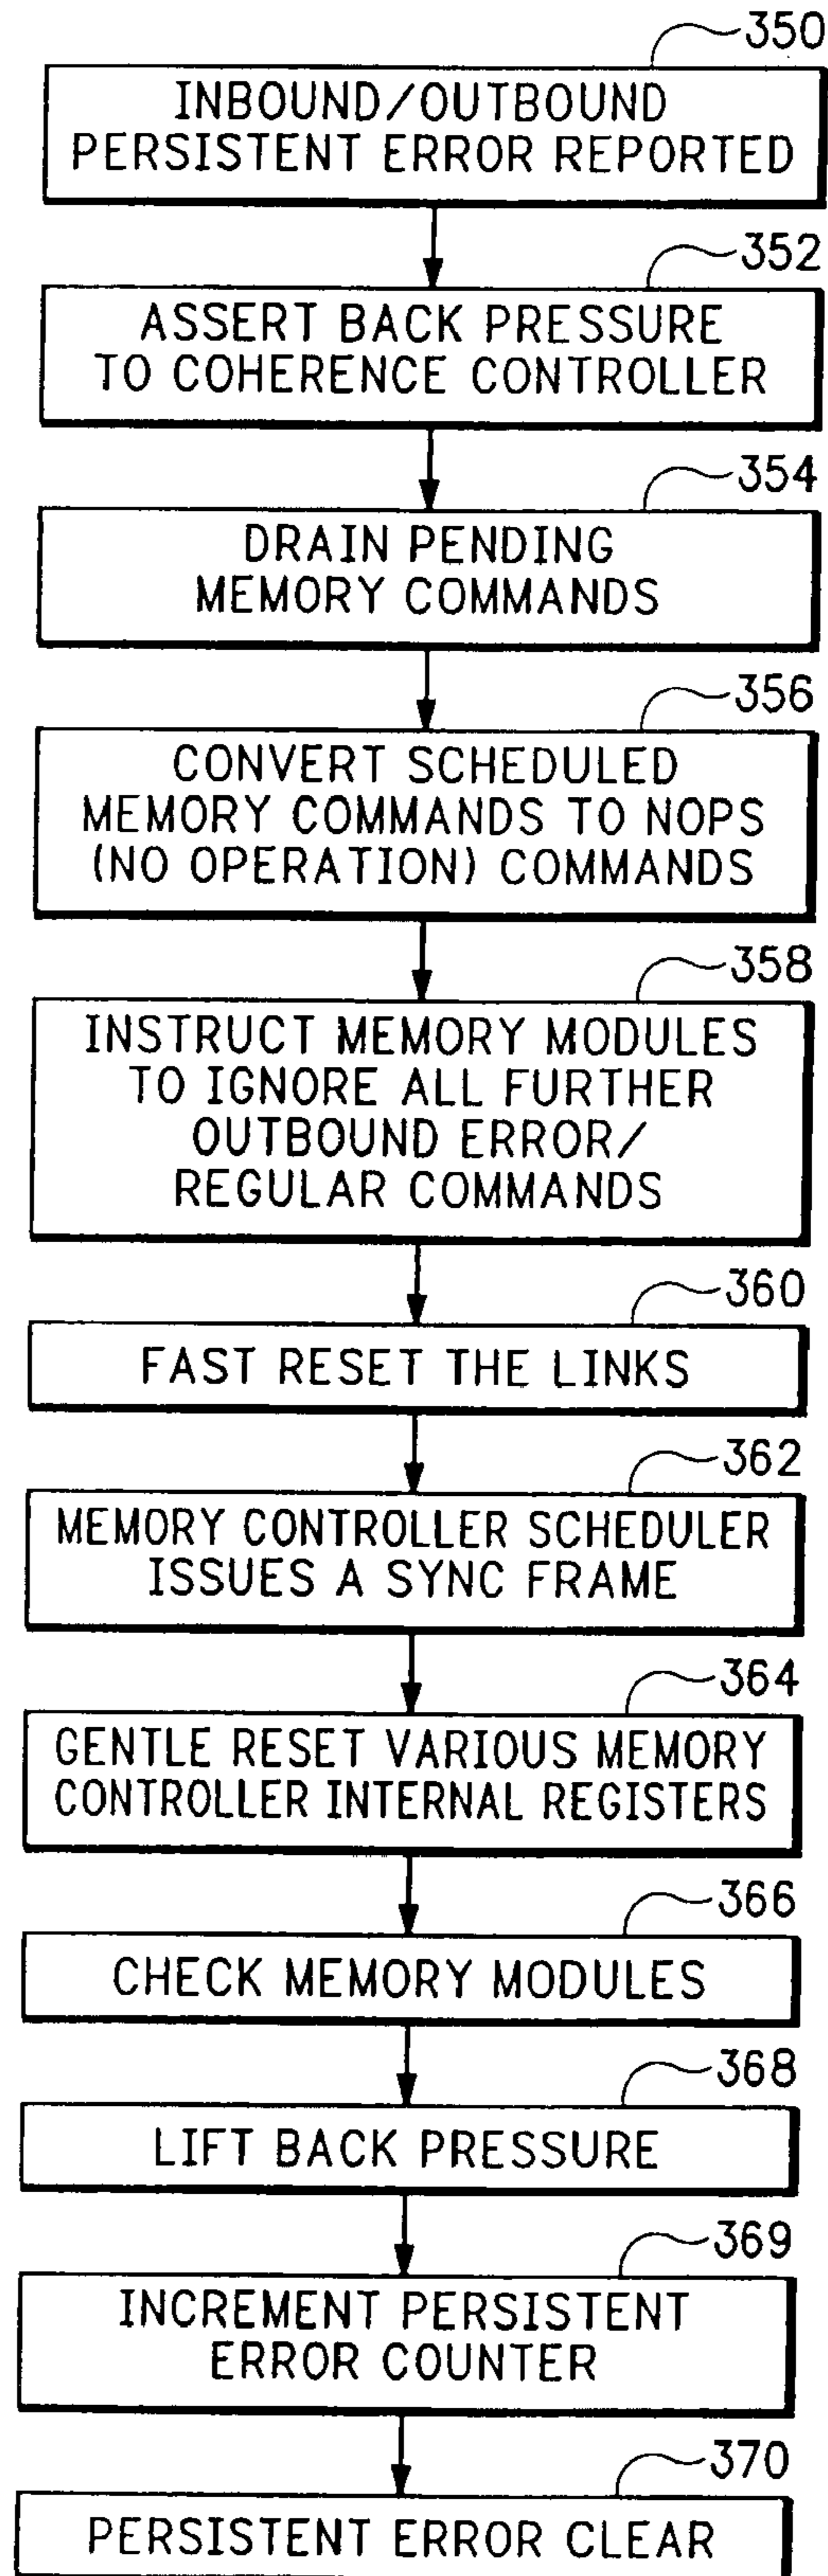 350
INBOUND/OUTBOUND
PERSISTENT ERROR REPORTED
352
ASSERT BACK PRESSURE
TO COHERENCE CONTROLLER
354
DRAIN PENDING
MEMORY COMMANDS
356
CONVERT SCHEDULED
MEMORY COMMANDS TO NOPS
(NO OPERATION) COMMANDS
358
INSTRUCT MEMORY MODULES
TO IGNORE ALL FURTHER
OUTBOUND ERROR/
REGULAR COMMANDS
360
FAST RESET THE LINKS
362
MEMORY CONTROLLER SCHEDULER
ISSUES A SYNC FRAME
364
GENTLE RESET VARIOUS MEMORY
CONTROLLER INTERNAL REGISTERS
366
CHECK MEMORY MODULES
368
LIFT BACK PRESSURE
369
INCREMENT PERSISTENT
ERROR COUNTER
370
PERSISTENT ERROR CLEAR